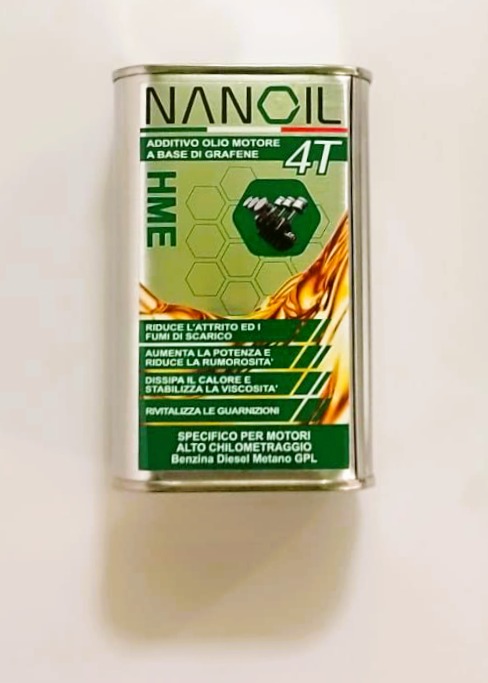 NANOIL
ADDITIVO OLIO MOTORE
A BASE DI GRAFENE
4T
HME
RIDUCE L'ATTRITO ED I
FUMI DI SCARICO
AUMENTA LA POTENZA E
RIDUCE LA RUMOROSITA'
DISSIPA IL CALORE E
STABILIZZA LA VISCOSITA'
RIVITALIZZA LE GUARNIZIONI
SPECIFICO PER MOTORI
ALTO CHILOMETRAGGIO
Benzina Diesel Metano GPL